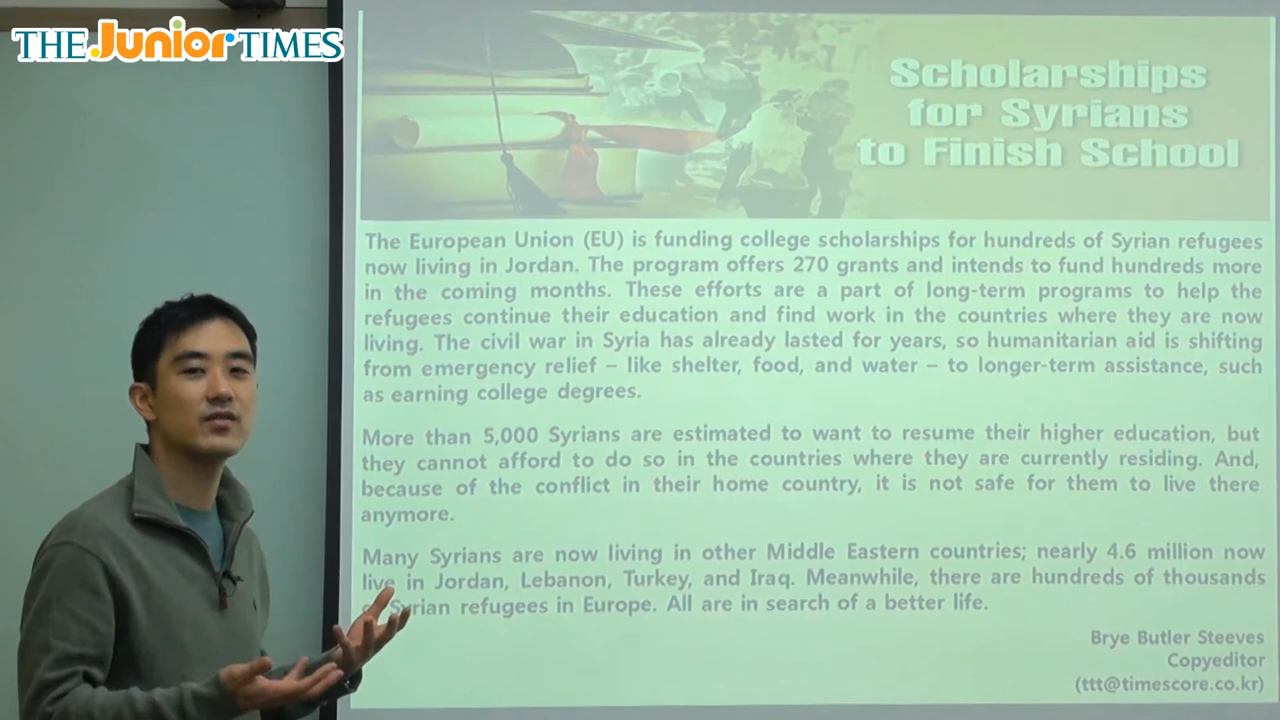 THE Junior TIMES
Scholarships
for Syrians
to Finish School
The European Union (EU) is funding college scholarships for hundreds of Syrian refugees
now living in Jordan. The program offers 270 grants and intends to fund hundreds more
in the coming months. These efforts are a part of long-term programs to help the
refugees continue their education and find work in the countries where they are now
living. The civil war in Syria has already lasted for years, so humanitarian aid is shifting
from emergency relief – like shelter, food, and water – to longer-term assistance, such
as earning college degrees.
More than 5,000 Syrians are estimated to want to resume their higher education, but
they cannot afford to do so in the countries where they are currently residing. And,
because of the conflict in their home country, it is not safe for them to live there
anymore.
Many Syrians are now living in other Middle Eastern countries; nearly 4.6 million now
live in Jordan, Lebanon, Turkey, and Iraq. Meanwhile, there are hundreds of thousands
Syrian refugees in Europe. All are in search of a better life.
Brye Butler Steeves
Copyeditor
(ttt@timescore.co.kr)